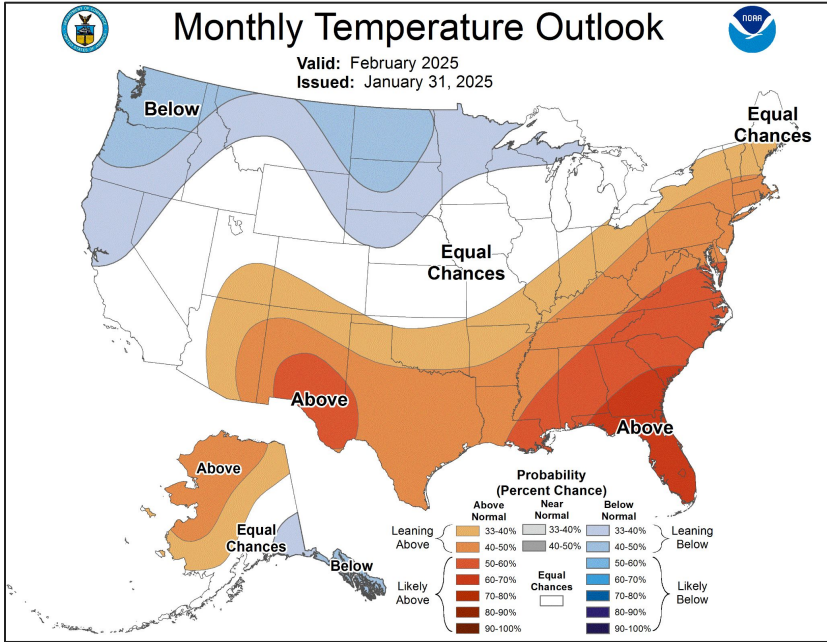 Monthly Temperature Outlook
NOAA
Valid: February 2025
Issued: January 31, 2025
Below
Equal
Chances
Equal
Chances
Above
Above
Above
Equal
Chances
Below
Probability
(Percent Chance)
Above
Normal
Near
Normal
Below
Normal
Leaning
Above
33-40%
40-50%
33-40%
40-50%
33-40%
40-50%
Leaning
Below
Likely
Above
50-60%
60-70%
70-80%
80-90%
90-100%
Equal
Chances
50-60%
60-70%
70-80%
80-90%
90-100%
Likely
Below